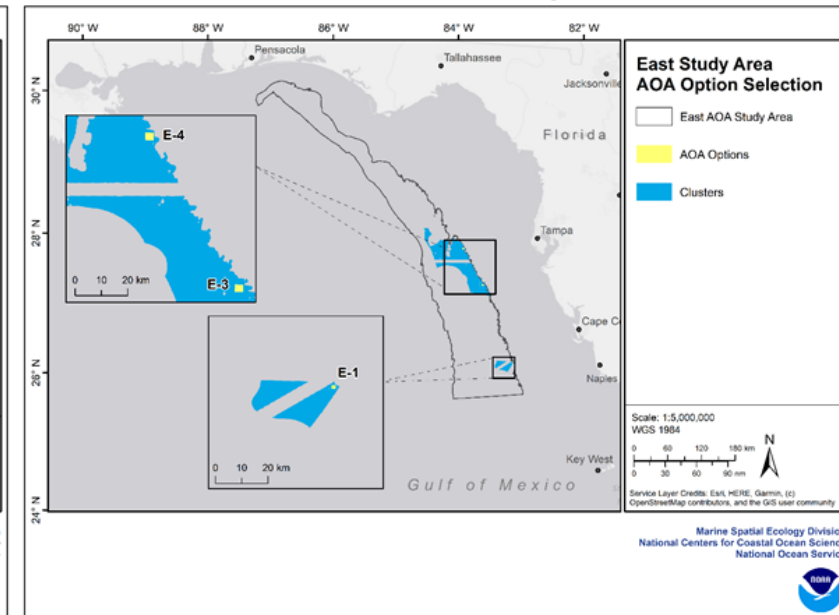 90° W
88° W
86° W
84° W
82° W
Pensacola
Tallahassee
Jacksonville
30° N
Florida
E-4
28° N
Tampa
0 10 20 km
E-3
Cape C
E-1
26° N
Naples
0 10 20 km
Key West
Gulf of Mexico
24° N
East Study Area
AOA Option Selection
East AOA Study Area
AOA Options
Clusters
Scale: 1:5,000,000
WGS 1984
N
0 60 120 180 km
0 30 60 90 nm
Service Layer Credits: Esri, HERE, Garmin, (c)
OpenStreetMap contributors, and the GIS user community
Marine Spatial Ecology Divisio
National Centers for Coastal Ocean Scienc
National Ocean Servic
NOAA